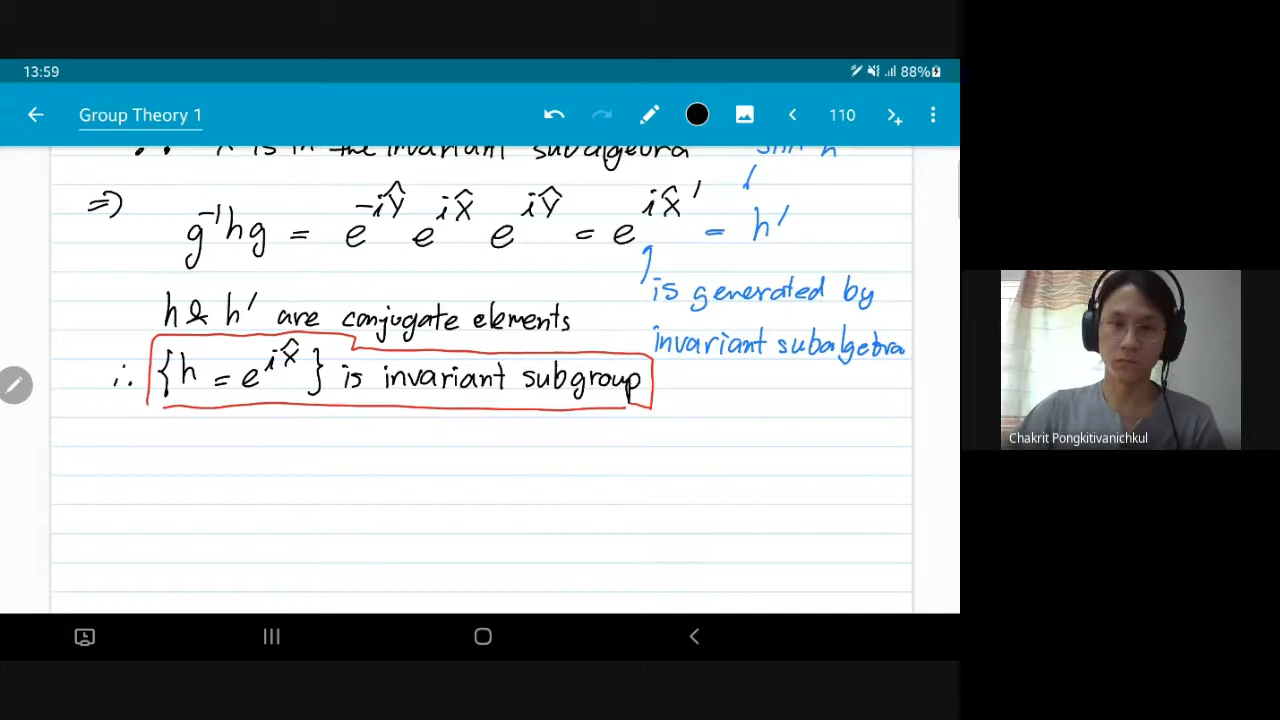 13:59
88%
Group Theory 1
110
∴ X is in the invariant subalgebra
still h
⇒ g⁻¹hg = e^{-iŶ} e^{iX̂} e^{iŶ} = e^{iX̂'} = h'
is generated by
invariant subalgebra
h & h' are conjugate elements
∴ {h = e^{iX̂}} is invariant subgroup
Chakrit Pongkitivanichkul